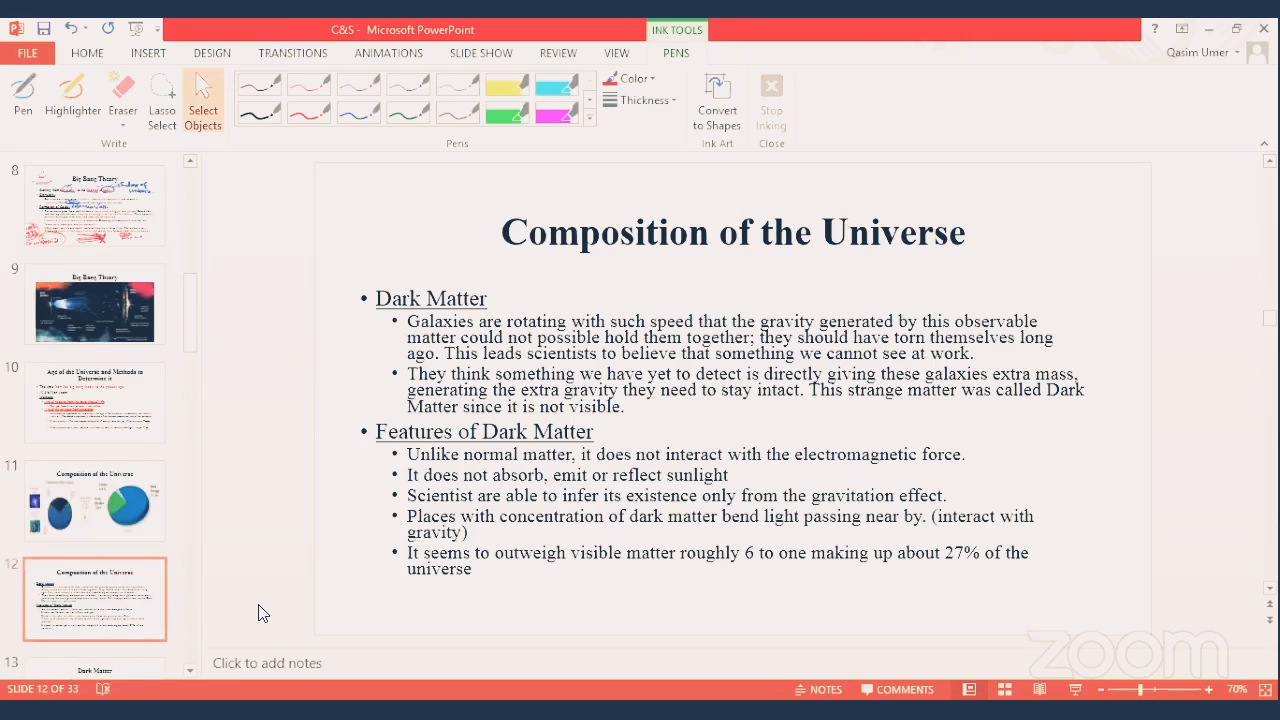 C&S - Microsoft PowerPoint
INK TOOLS
?
FILE
HOME
INSERT
DESIGN
TRANSITIONS
ANIMATIONS
SLIDE SHOW
REVIEW
VIEW
PENS
Qasim Umer
Pen
Highlighter
Eraser
Lasso
Select
Select
Objects
Color
Thickness
Convert
to Shapes
Stop
Inking
Write
Pens
Ink Art
Close
8
Big Bang Theory
9
Big Bang Theory
10
Age of the Universe and Methods to
Determine it
11
Composition of the Universe
12
Composition of the Universe
13
Dark Matter
Composition of the Universe
• Dark Matter
• Galaxies are rotating with such speed that the gravity generated by this observable
matter could not possible hold them together; they should have torn themselves long
ago. This leads scientists to believe that something we cannot see at work.
• They think something we have yet to detect is directly giving these galaxies extra mass,
generating the extra gravity they need to stay intact. This strange matter was called Dark
Matter since it is not visible.
• Features of Dark Matter
• Unlike normal matter, it does not interact with the electromagnetic force.
• It does not absorb, emit or reflect sunlight
• Scientist are able to infer its existence only from the gravitation effect.
• Places with concentration of dark matter bend light passing near by. (interact with
gravity)
• It seems to outweigh visible matter roughly 6 to one making up about 27% of the
universe
Click to add notes
zoom
SLIDE 12 OF 33
NOTES
COMMENTS
70%